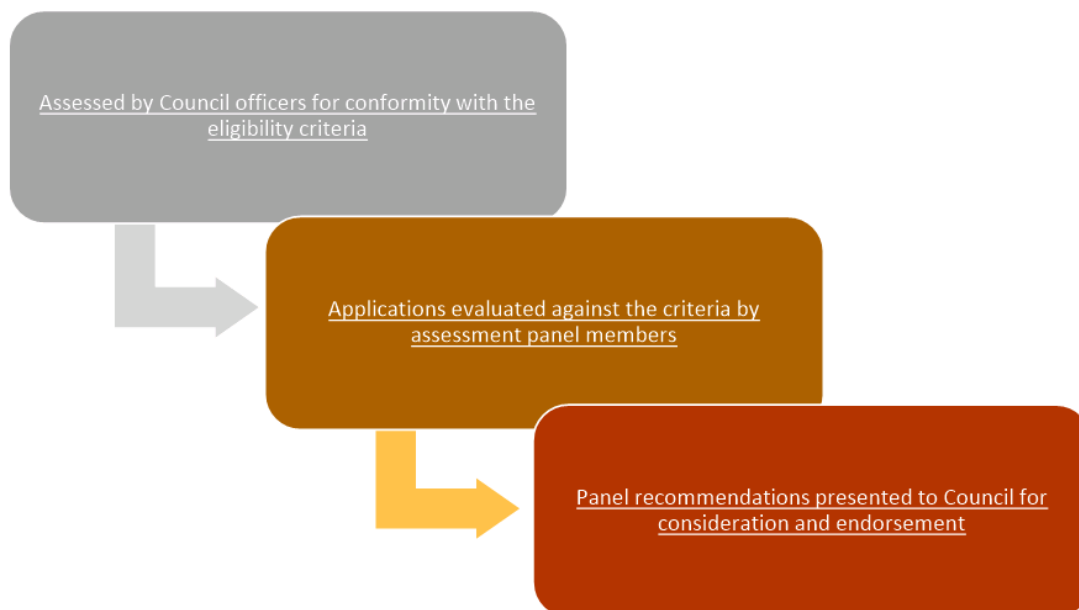 Assessed by Council officers for conformity with the
eligibility criteria
Applications evaluated against the criteria by
assessment panel members
Panel recommendations presented to Council for
consideration and endorsement